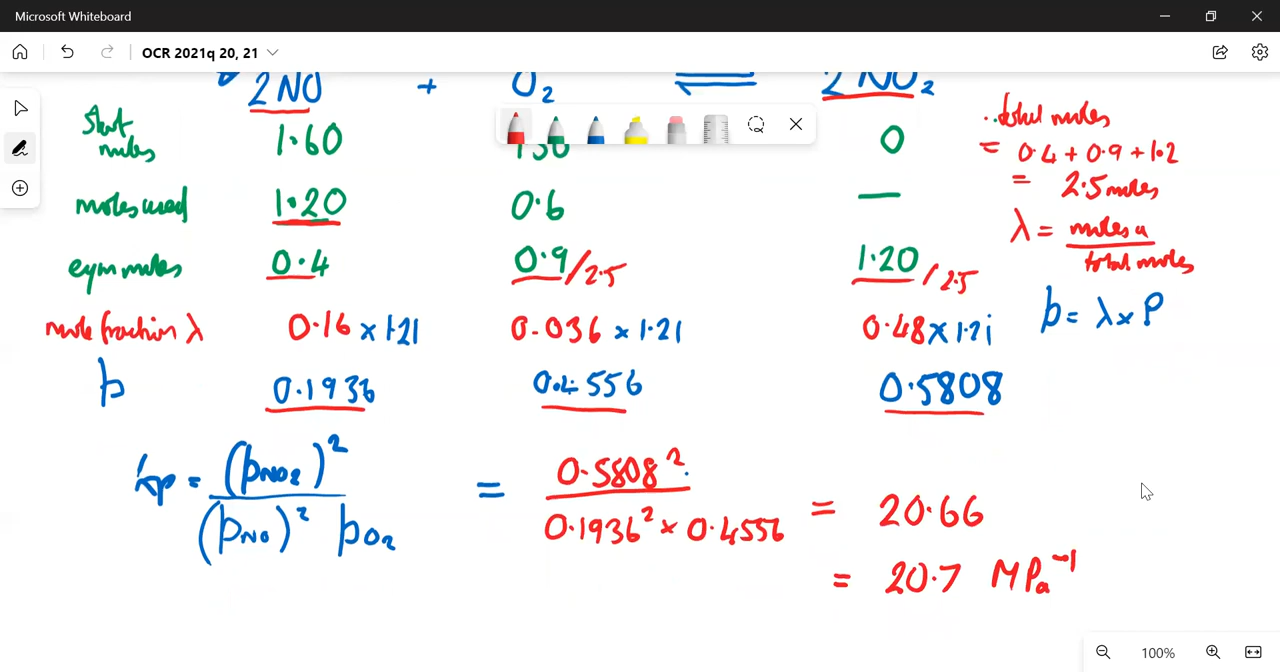 Microsoft Whiteboard
OCR 2021q 20, 21
2NO + O2 ⇌ 2NO2
Start moles 1.60 1.50 0
moles used 1.20 0.6 —
eqm moles 0.4 0.9/2.5 1.20/2.5
mole fraction λ 0.16 x 1.21 0.036 x 1.21 0.48 x 1.21
p 0.1936 0.4556 0.5808
∴ total moles
= 0.4 + 0.9 + 1.2
= 2.5 moles
λ = moles a / total moles
p = λ x P
Kp = (pNO2)² / (pNO)² pO2 = 0.5808² / 0.1936² x 0.4556 = 20.66
= 20.7 MPa⁻¹
100%